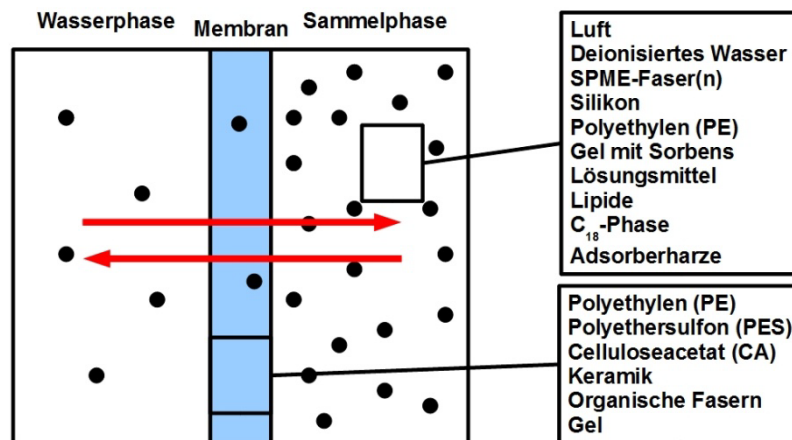 Wasserphase
Membran
Sammelphase
Luft
Deionisiertes Wasser
SPME-Faser(n)
Silikon
Polyethylen (PE)
Gel mit Sorbens
Lösungsmittel
Lipide
C₁₈-Phase
Adsorberharze
Polyethylen (PE)
Polyethersulfon (PES)
Celluloseacetat (CA)
Keramik
Organische Fasern
Gel